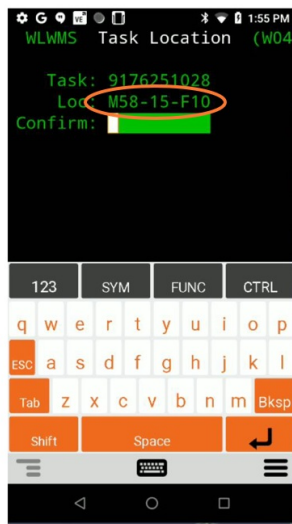 VE 1:55 PM
WLWMS Task Location (W04
Task: 9176251028
Loc: M58-15-F10
Confirm:
123 SYM FUNC CTRL
q w e r t y u i o p
ESC a s d f g h j k l
Tab z x c v b n m Bksp
Shift Space